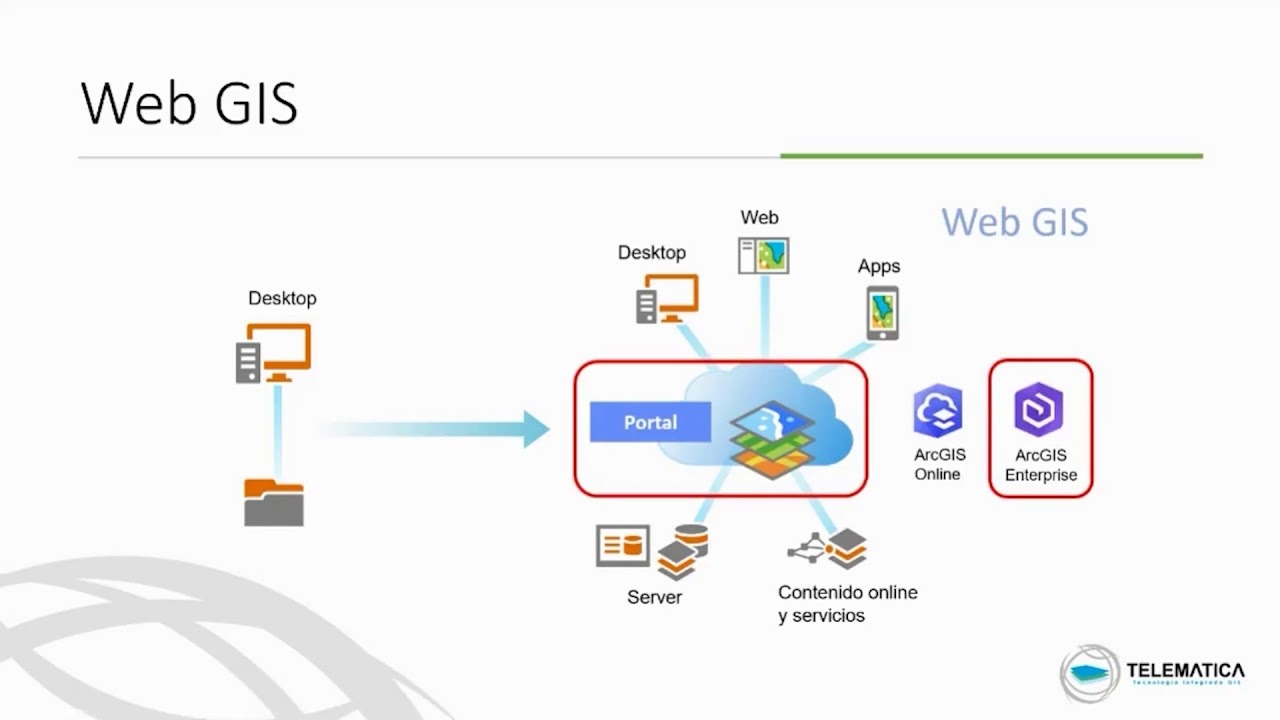 Web GIS
Web GIS
Web
Desktop
Apps
Desktop
Portal
ArcGIS
Online
ArcGIS
Enterprise
Server
Contenido online
y servicios
TELEMATICA
Tecnología Integrada GIS